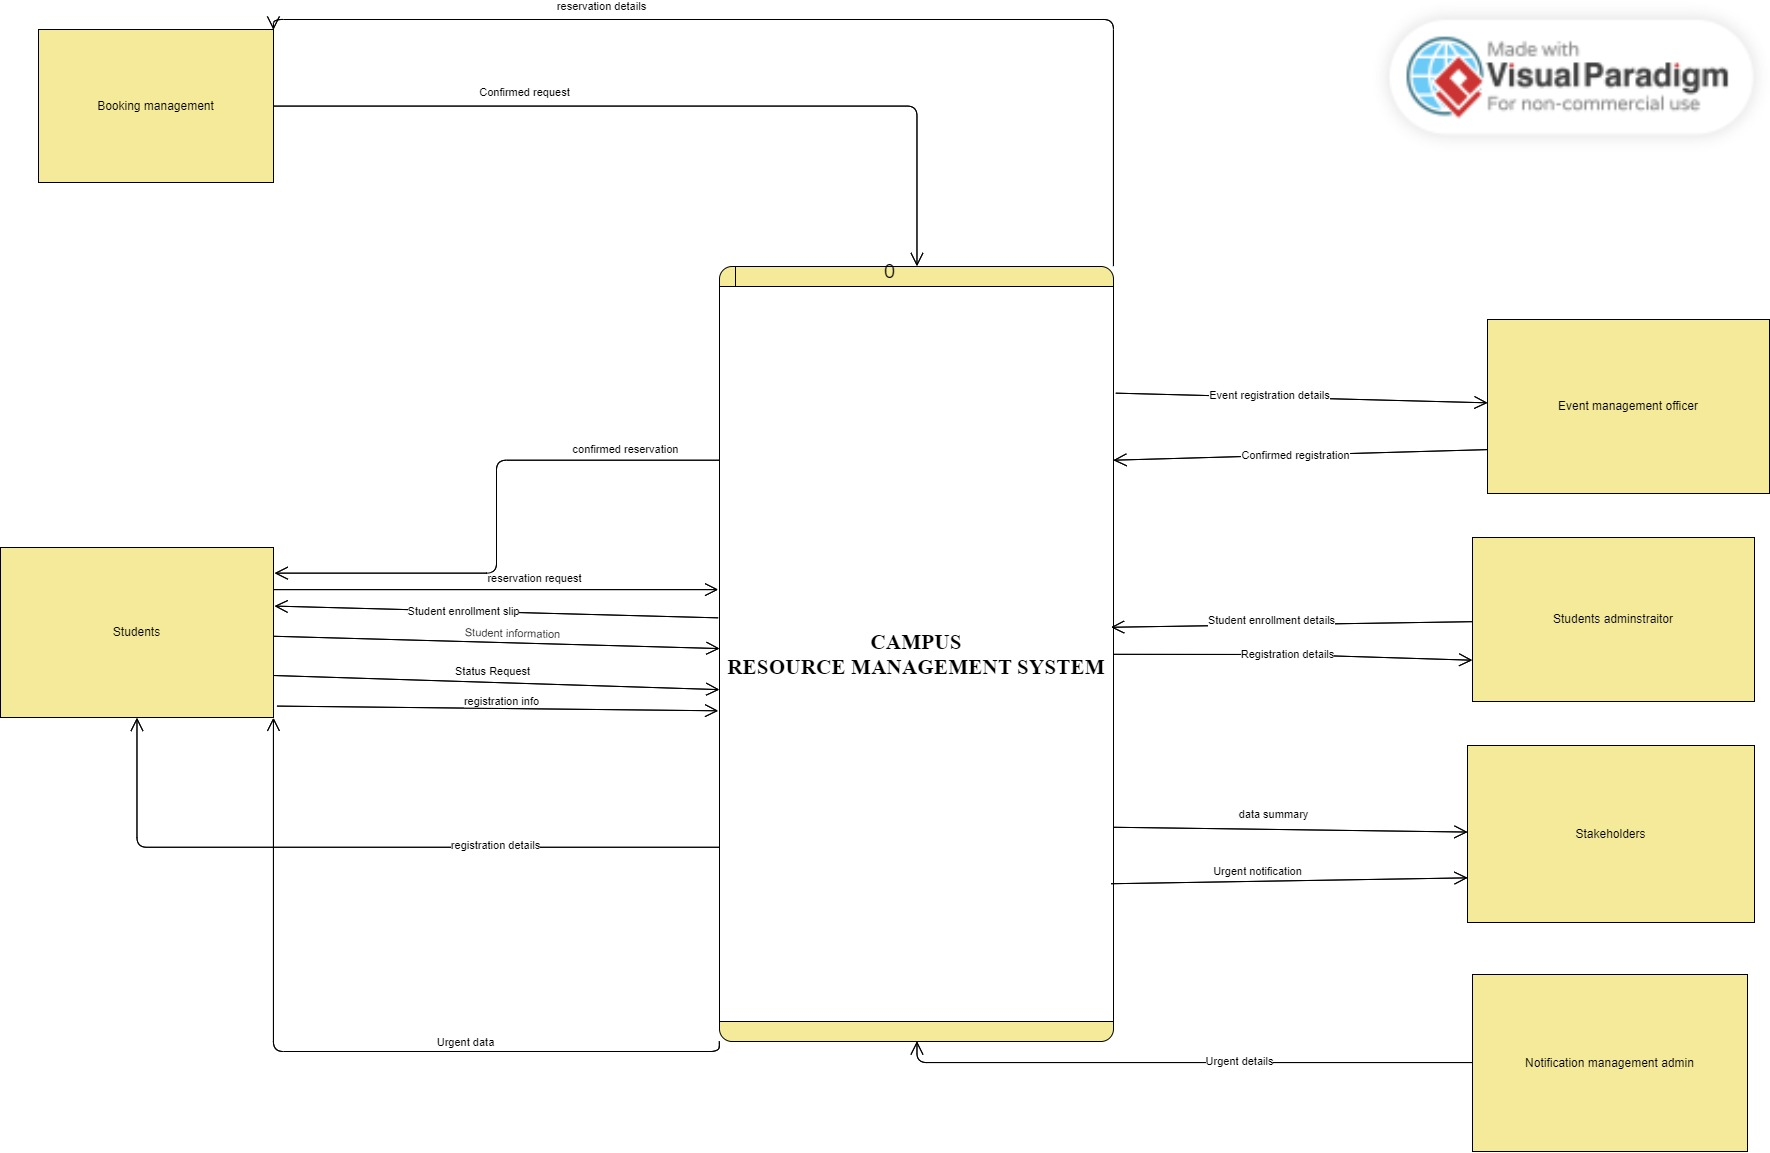 reservation details
Made with
Visual Paradigm
For non-commercial use
Confirmed request
Booking management
0
Event registration details
Event management officer
confirmed reservation
Confirmed registration
reservation request
Student enrollment slip
Student enrollment details
Students adminstraitor
Students
Student information
CAMPUS
RESOURCE MANAGEMENT SYSTEM
Registration details
Status Request
registration info
data summary
Stakeholders
registration details
Urgent notification
Urgent data
Urgent details
Notification management admin